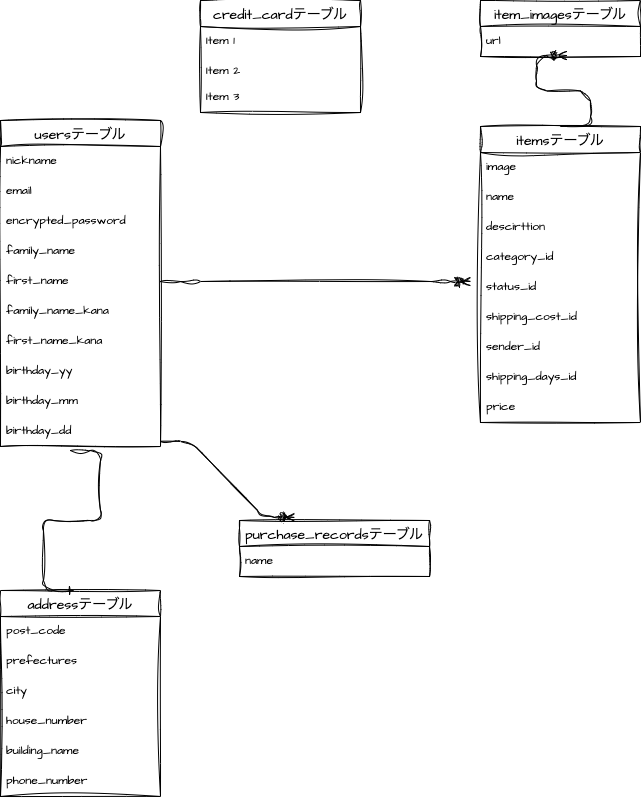 credit_cardテーブル
Item 1
Item 2
Item 3
item_imagesテーブル
url
usersテーブル
nickname
email
encrypted_password
family_name
first_name
family_name_kana
first_name_kana
birthday_yy
birthday_mm
birthday_dd
itemsテーブル
image
name
descirttion
category_id
status_id
shipping_cost_id
sender_id
shipping_days_id
price
purchase_recordsテーブル
name
addressテーブル
post_code
prefectures
city
house_number
building_name
phone_number